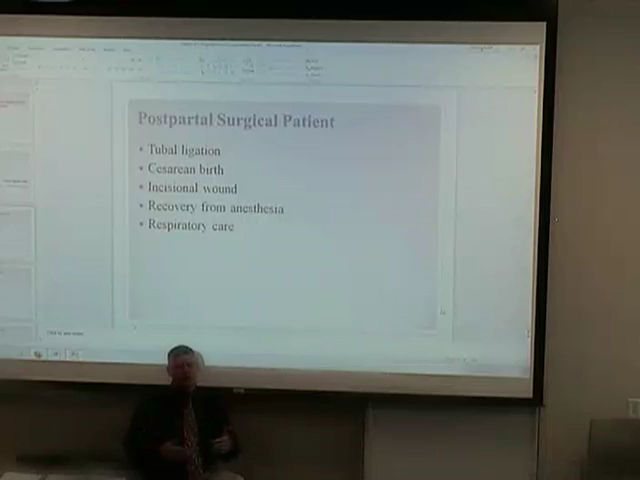 Postpartal Surgical Patient
• Tubal ligation
• Cesarean birth
• Incisional wound
• Recovery from anesthesia
• Respiratory care